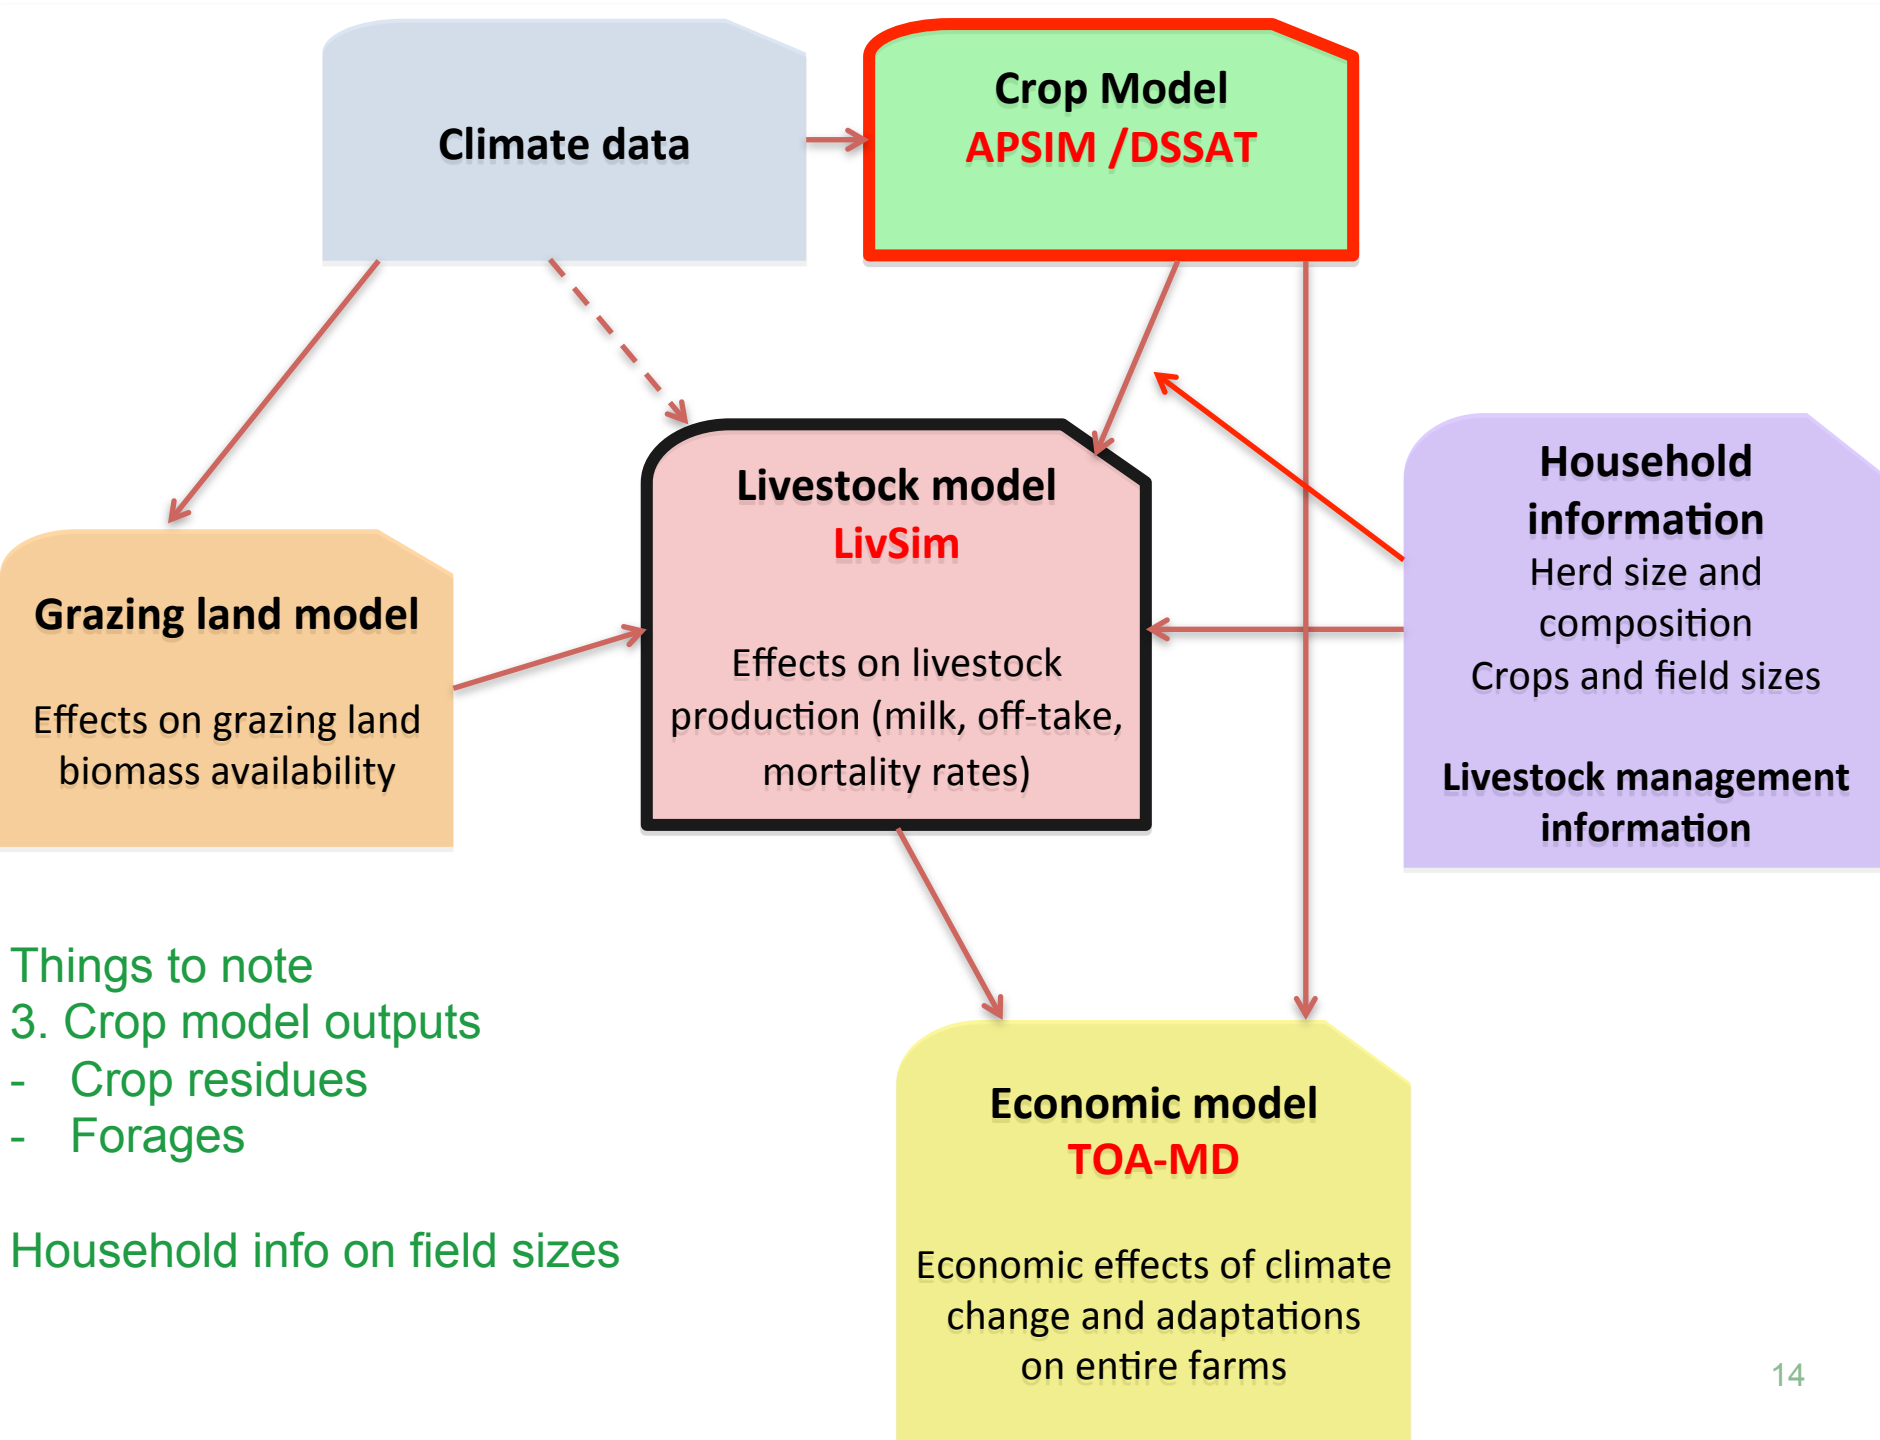 Climate data
Crop Model
APSIM /DSSAT
Livestock model
LivSim
Effects on livestock
production (milk, off-take,
mortality rates)
Household
information
Herd size and
composition
Crops and field sizes
Livestock management
information
Grazing land model
Effects on grazing land
biomass availability
Things to note
3. Crop model outputs
- Crop residues
- Forages
Household info on field sizes
Economic model
TOA-MD
Economic effects of climate
change and adaptations
on entire farms
14